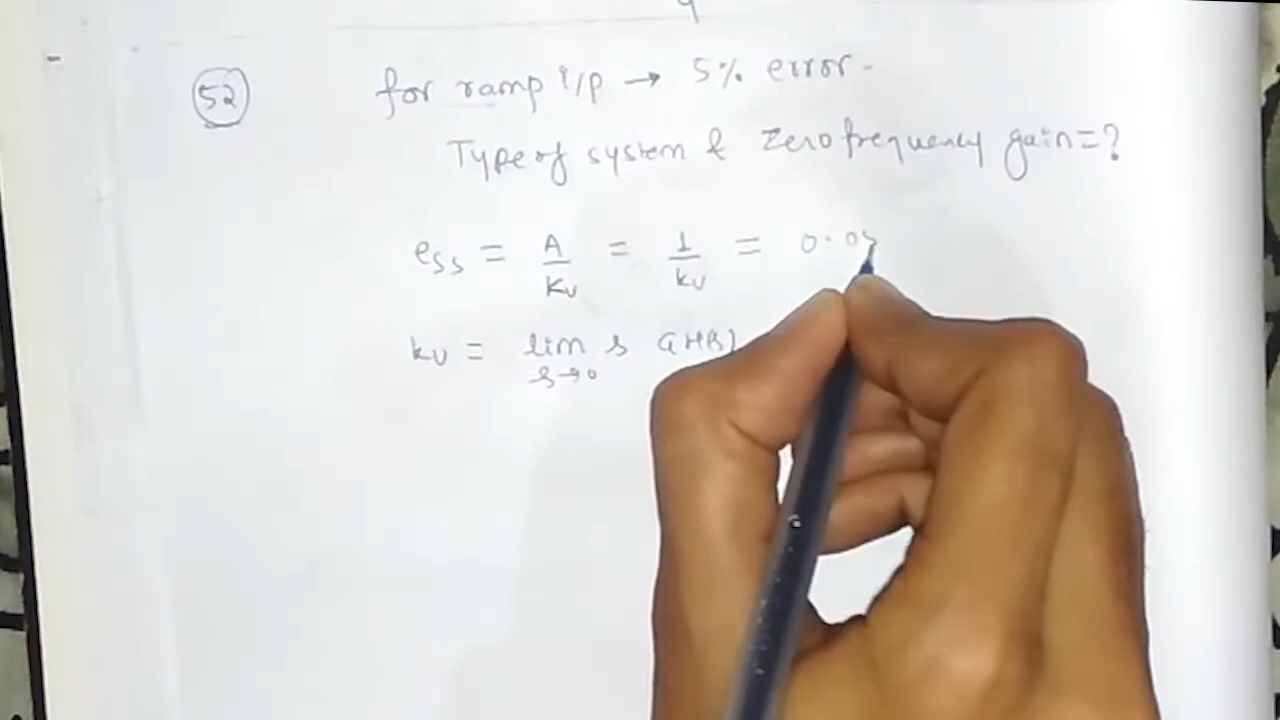 52 for ramp i/p → 5% error -
Type of system & Zero frequency gain = ?
ess = A/Kv = 1/kv = 0.05
kv = lim s→0 s GH(s)